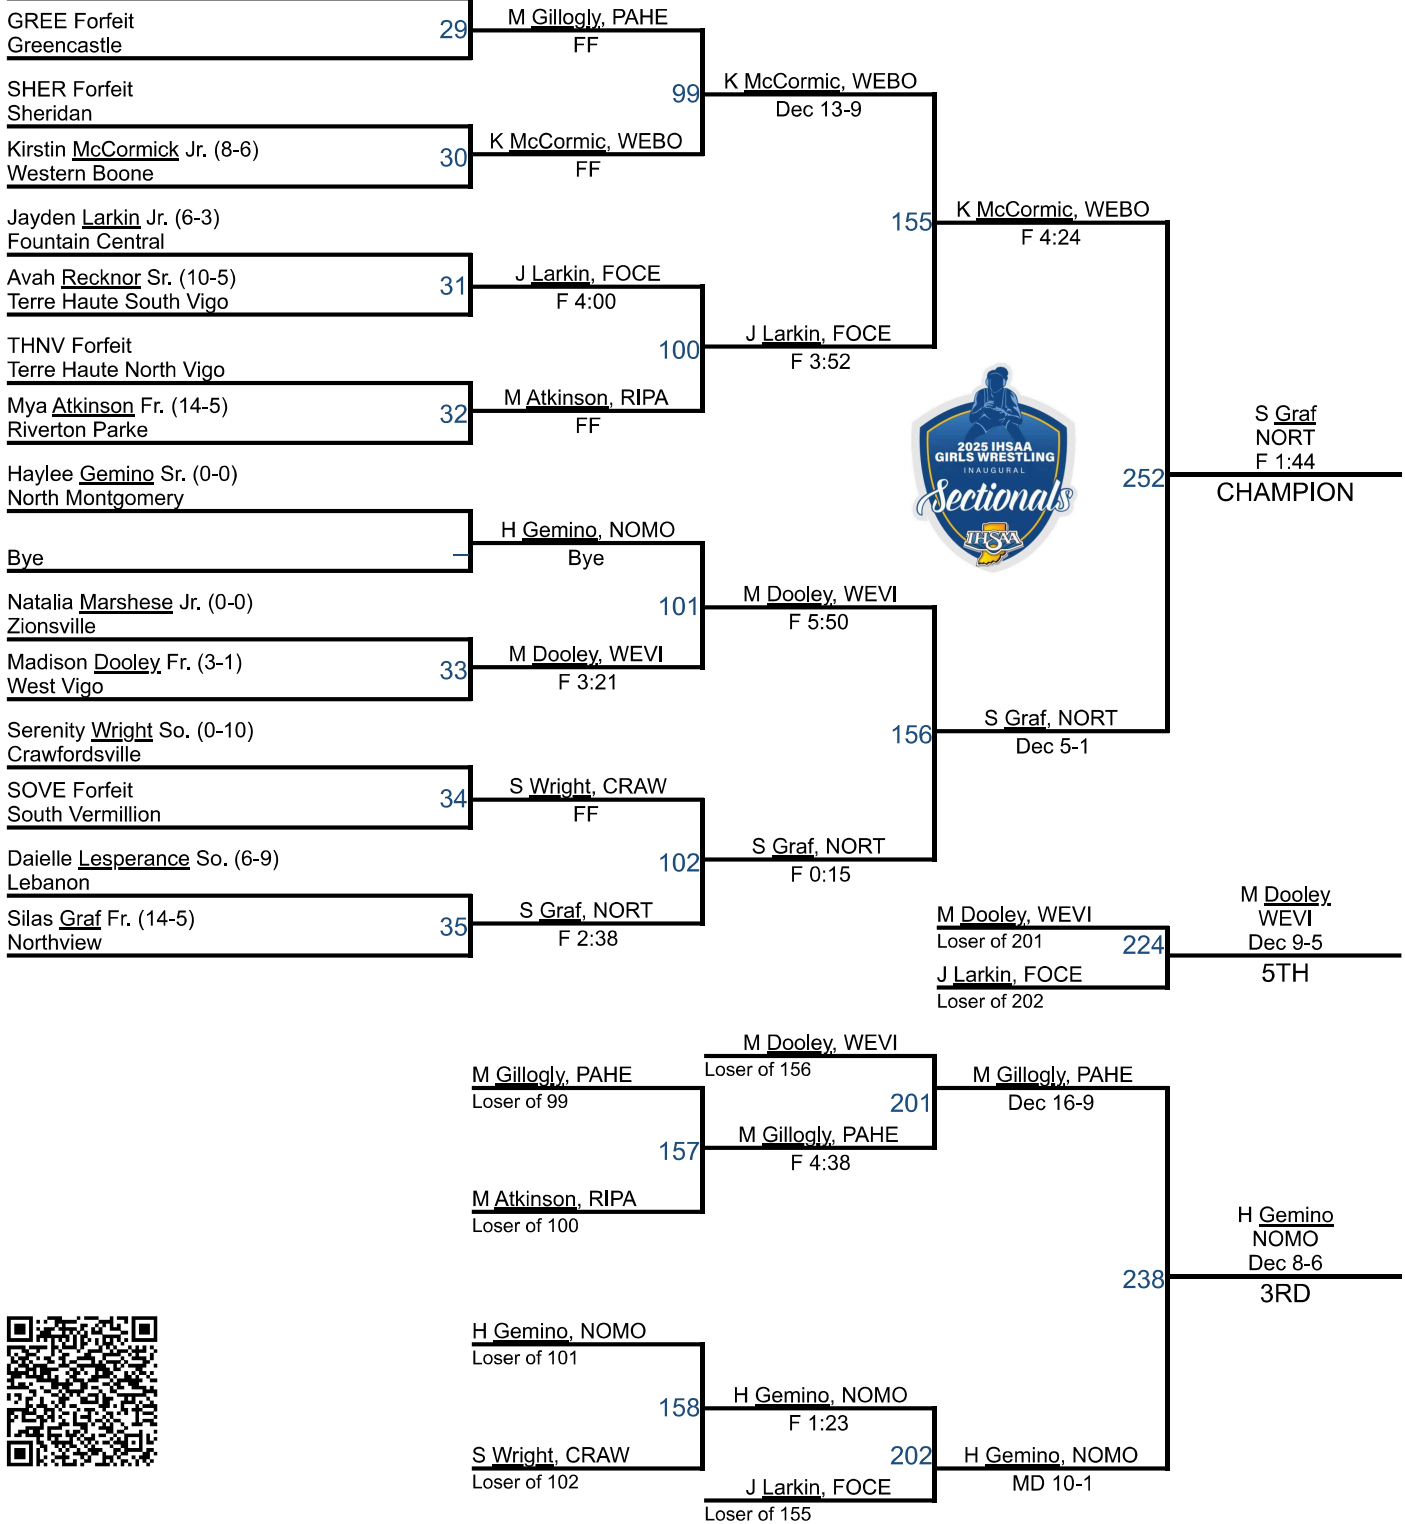 GREE Forfeit
Greencastle
29
M Gillogly, PAHE
FF
SHER Forfeit
Sheridan
99
K McCormic, WEBO
Dec 13-9
Kirstin McCormick Jr. (8-6)
Western Boone
30
K McCormic, WEBO
FF
Jayden Larkin Jr. (6-3)
Fountain Central
155
K McCormic, WEBO
F 4:24
Avah Recknor Sr. (10-5)
Terre Haute South Vigo
31
J Larkin, FOCE
F 4:00
THNV Forfeit
Terre Haute North Vigo
100
J Larkin, FOCE
F 3:52
Mya Atkinson Fr. (14-5)
Riverton Parke
32
M Atkinson, RIPA
FF
2025 IHSAA
GIRLS WRESTLING
INAUGURAL
Sectionals
IHSAA
252
S Graf
NORT
F 1:44
CHAMPION
Haylee Gemino Sr. (0-0)
North Montgomery
H Gemino, NOMO
Bye
Bye
Natalia Marshese Jr. (0-0)
Zionsville
101
M Dooley, WEVI
F 5:50
Madison Dooley Fr. (3-1)
West Vigo
33
M Dooley, WEVI
F 3:21
Serenity Wright So. (0-10)
Crawfordsville
156
S Graf, NORT
Dec 5-1
SOVE Forfeit
South Vermillion
34
S Wright, CRAW
FF
Daielle Lesperance So. (6-9)
Lebanon
102
S Graf, NORT
F 0:15
Silas Graf Fr. (14-5)
Northview
35
S Graf, NORT
F 2:38
M Dooley, WEVI
Loser of 201
224
J Larkin, FOCE
Loser of 202
M Dooley
WEVI
Dec 9-5
5TH
M Dooley, WEVI
Loser of 156
M Gillogly, PAHE
Loser of 99
201
M Gillogly, PAHE
Dec 16-9
157
M Gillogly, PAHE
F 4:38
M Atkinson, RIPA
Loser of 100
238
H Gemino
NOMO
Dec 8-6
3RD
H Gemino, NOMO
Loser of 101
158
H Gemino, NOMO
F 1:23
S Wright, CRAW
Loser of 102
202
H Gemino, NOMO
MD 10-1
J Larkin, FOCE
Loser of 155